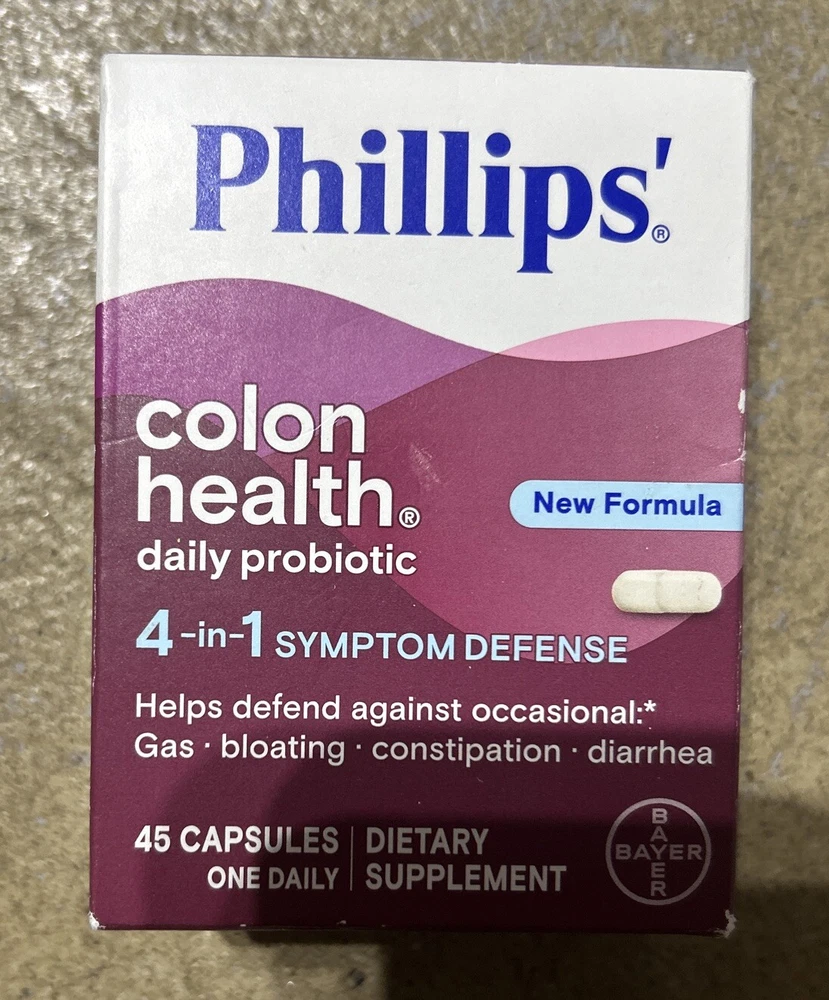 Phillips'®
colon
health®
daily probiotic
New Formula
4-in-1 SYMPTOM DEFENSE
Helps defend against occasional:*
Gas · bloating · constipation · diarrhea
45 CAPSULES
ONE DAILY
DIETARY
SUPPLEMENT
BAYER
BAYER